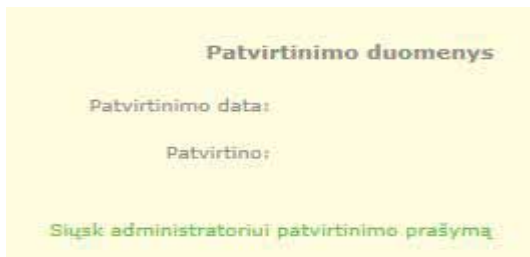 Patvirtinimo duomenys
Patvirtinimo data:
Patvirtino:
Siųsk administratoriui patvirtinimo prašymą